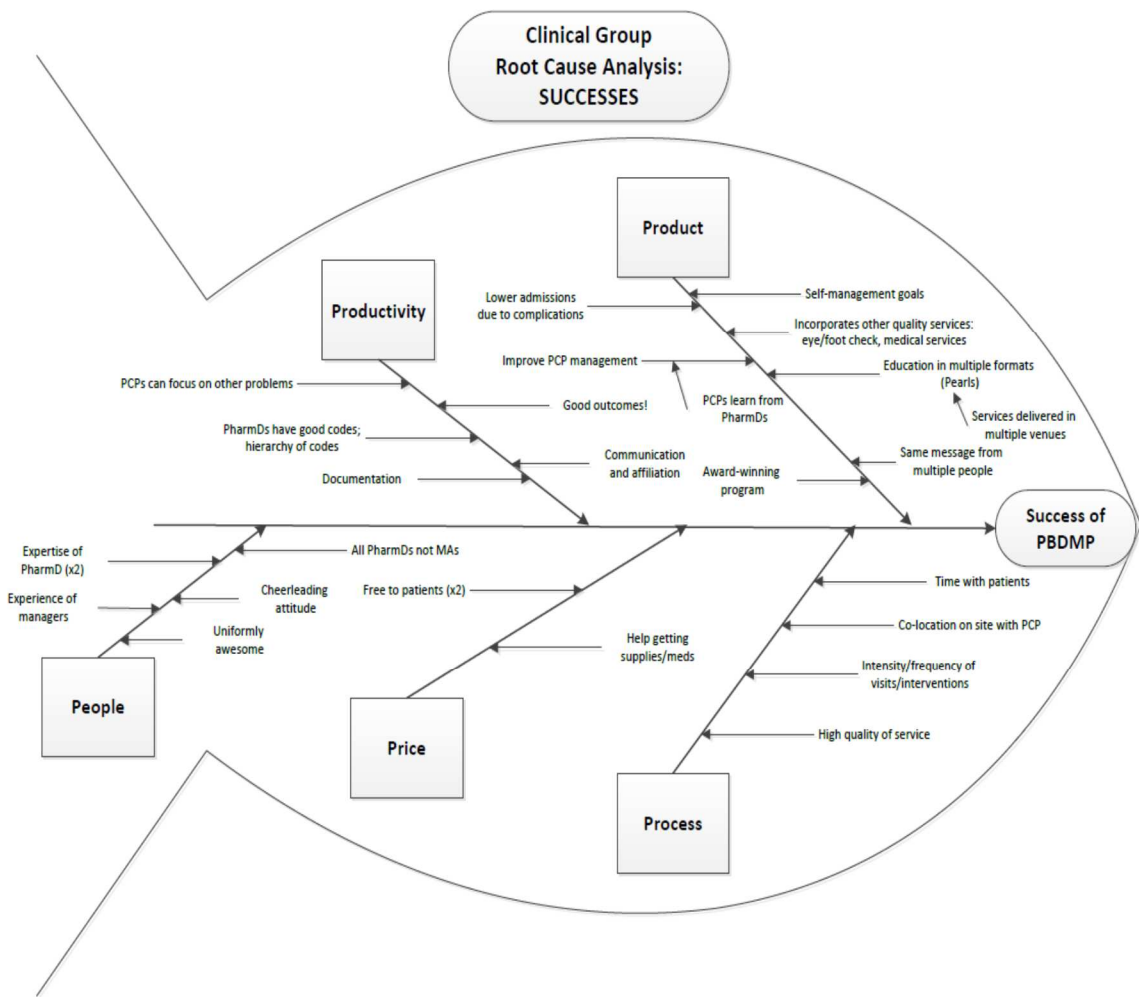 Clinical Group
Root Cause Analysis:
SUCCESSES
Product
Productivity
Lower admissions
due to complications
Self-management goals
Incorporates other quality services:
eye/foot check, medical services
Improve PCP management
Education in multiple formats
(Pearls)
PCPs can focus on other problems
Good outcomes!
PCPs learn from
PharmDs
Services delivered in
multiple venues
PharmDs have good codes;
hierarchy of codes
Communication
and affiliation
Same message from
multiple people
Documentation
Award-winning
program
Success of
PBDMP
Expertise of
PharmD (x2)
All PharmDs not MAs
Experience of
managers
Cheerleading
attitude
Uniformly
awesome
People
Free to patients (x2)
Help getting
supplies/meds
Price
Time with patients
Co-location on site with PCP
Intensity/frequency of
visits/interventions
High quality of service
Process